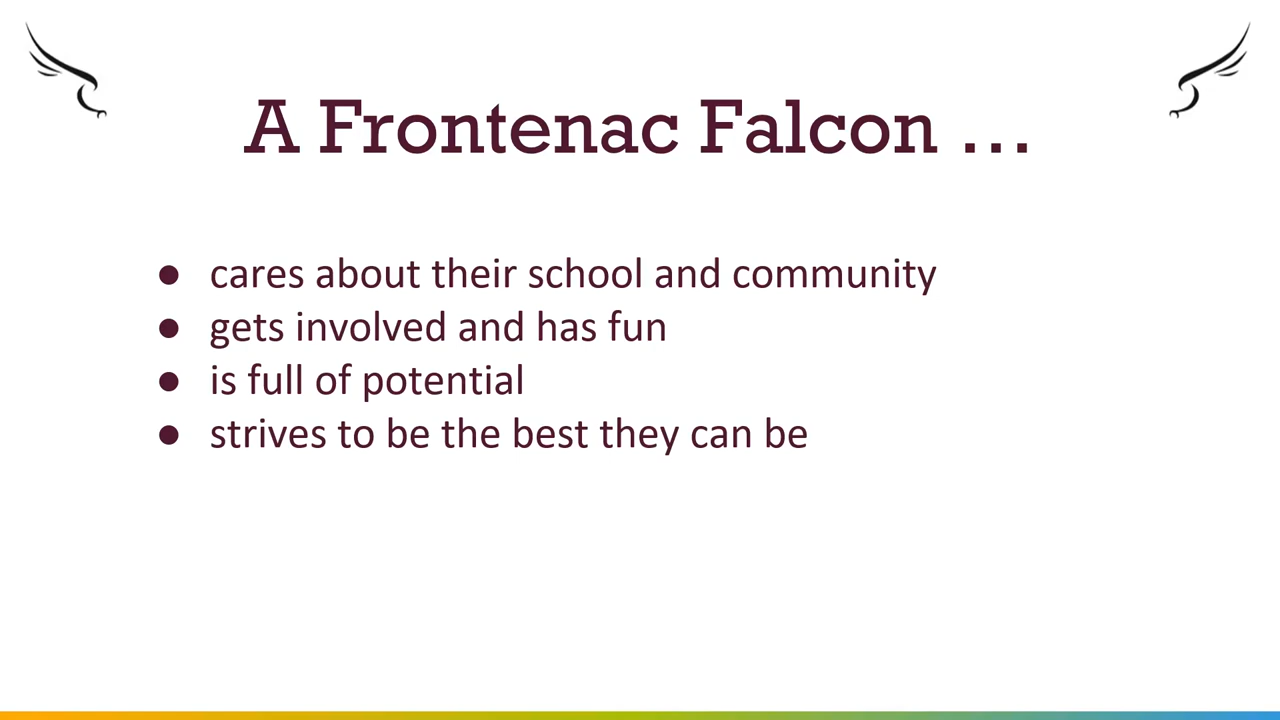 A Frontenac Falcon ...
● cares about their school and community
● gets involved and has fun
● is full of potential
● strives to be the best they can be